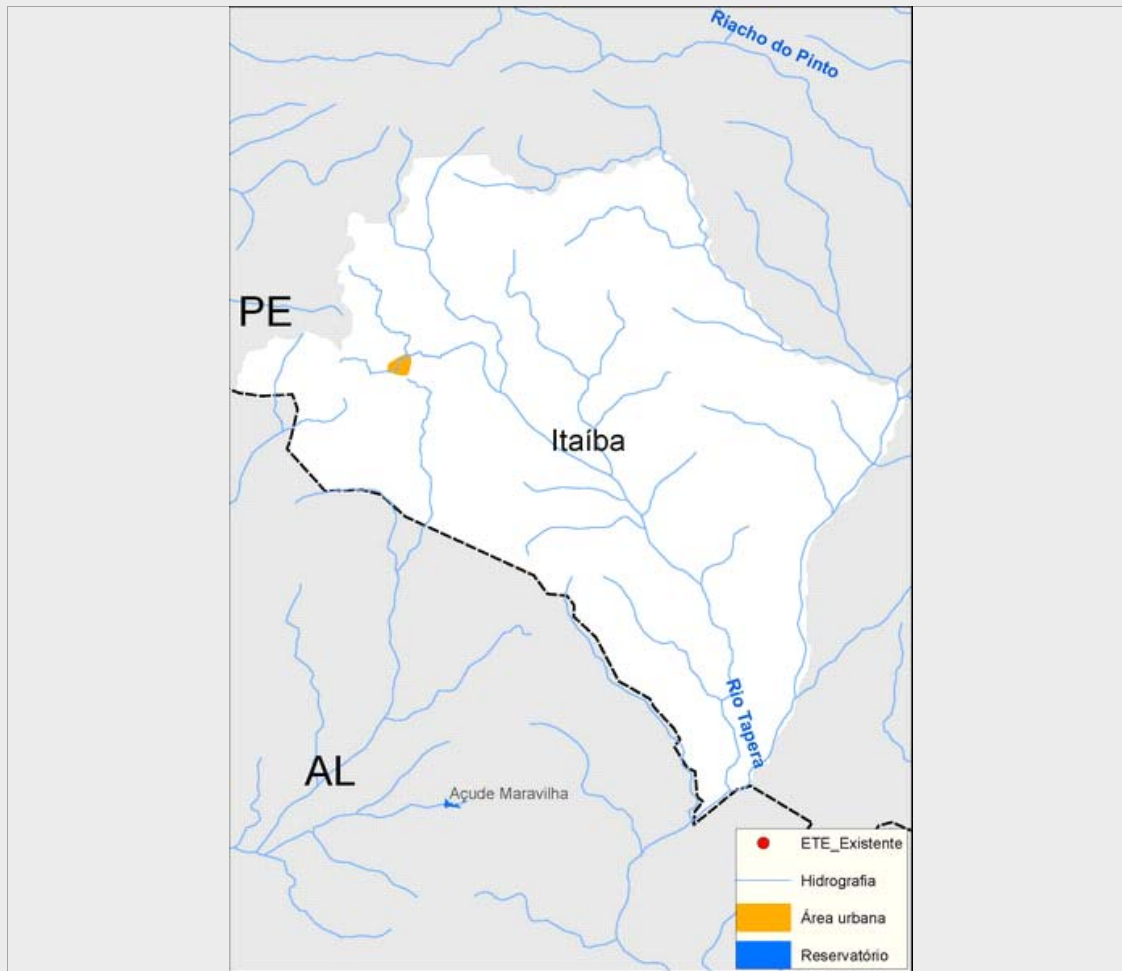 Riacho do Pinto
PE
Itaíba
Rio Tapera
AL
Açude Maravilha
ETE_Existente
Hidrografia
Área urbana
Reservatório